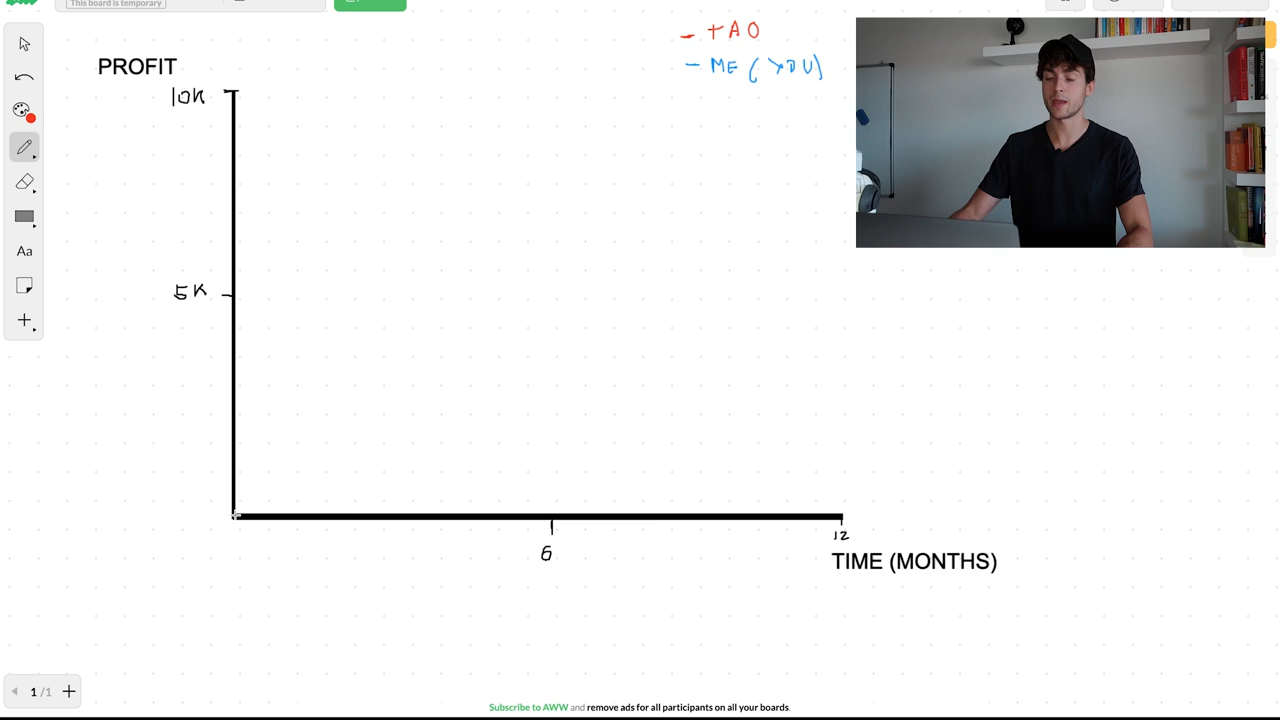 This board is temporary
- TAO
- ME (YOU)
PROFIT
10K
5K
6
12
TIME (MONTHS)
Aa
1/1
Subscribe to AWW and remove ads for all participants on all your boards.